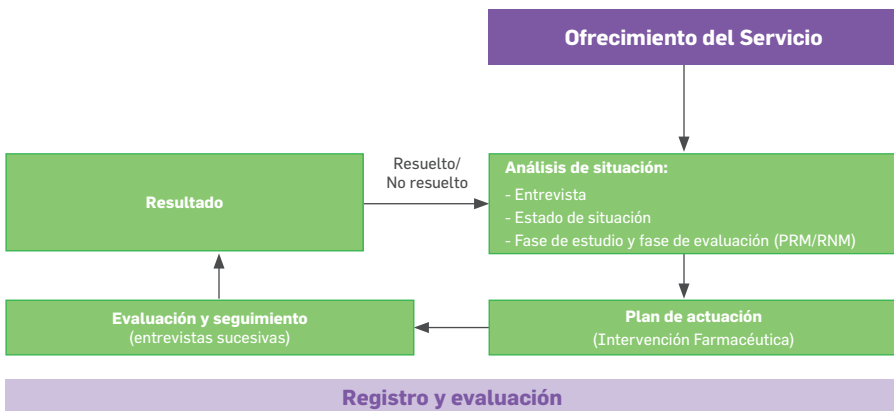 Ofrecimiento del Servicio
Resultado
Resuelto/
No resuelto
Análisis de situación:
- Entrevista
- Estado de situación
- Fase de estudio y fase de evaluación (PRM/RNM)
Evaluación y seguimiento
(entrevistas sucesivas)
Plan de actuación
(Intervención Farmacéutica)
Registro y evaluación